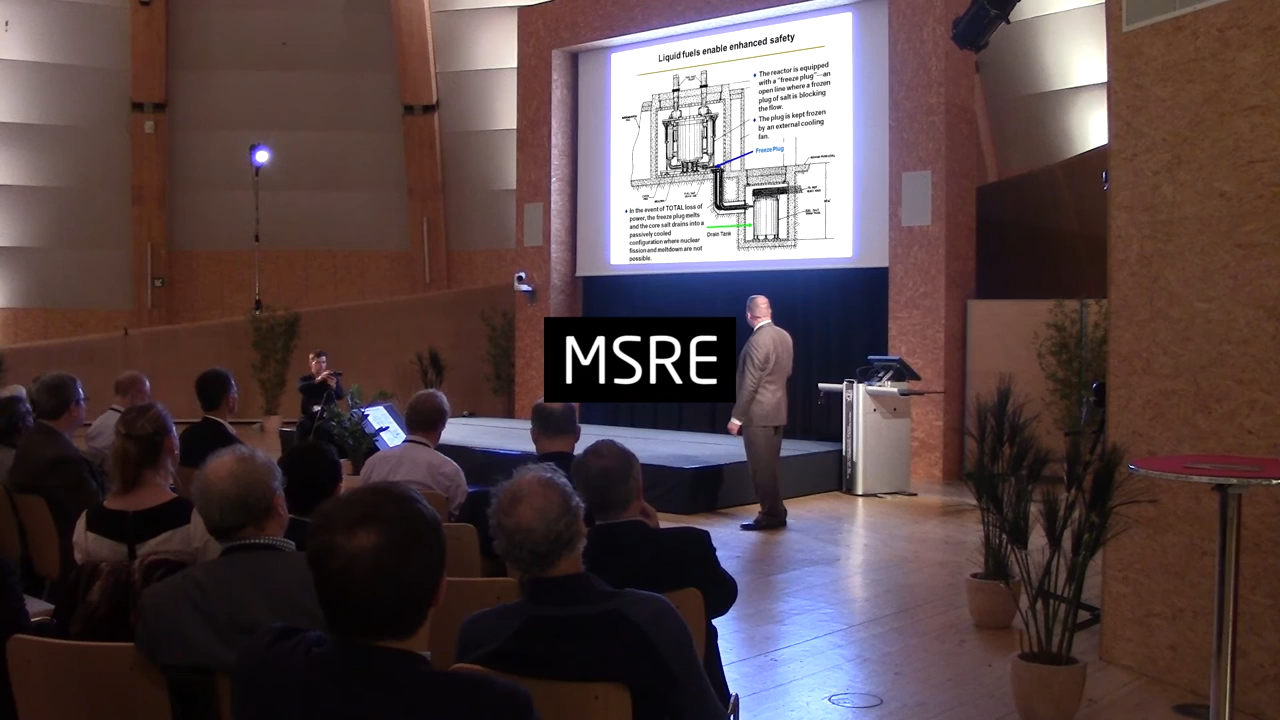 Liquid fuels enable enhanced safety
♦ The reactor is equipped
with a "freeze plug"—an
open line where a frozen
plug of salt is blocking
the flow.
♦ The plug is kept frozen
by an external cooling
fan.
Freeze Plug
♦ In the event of TOTAL loss of
power, the freeze plug melts
and the core salt drains into a
passively cooled
configuration where nuclear
fission and meltdown are not
possible.
Drain Tank
MSRE